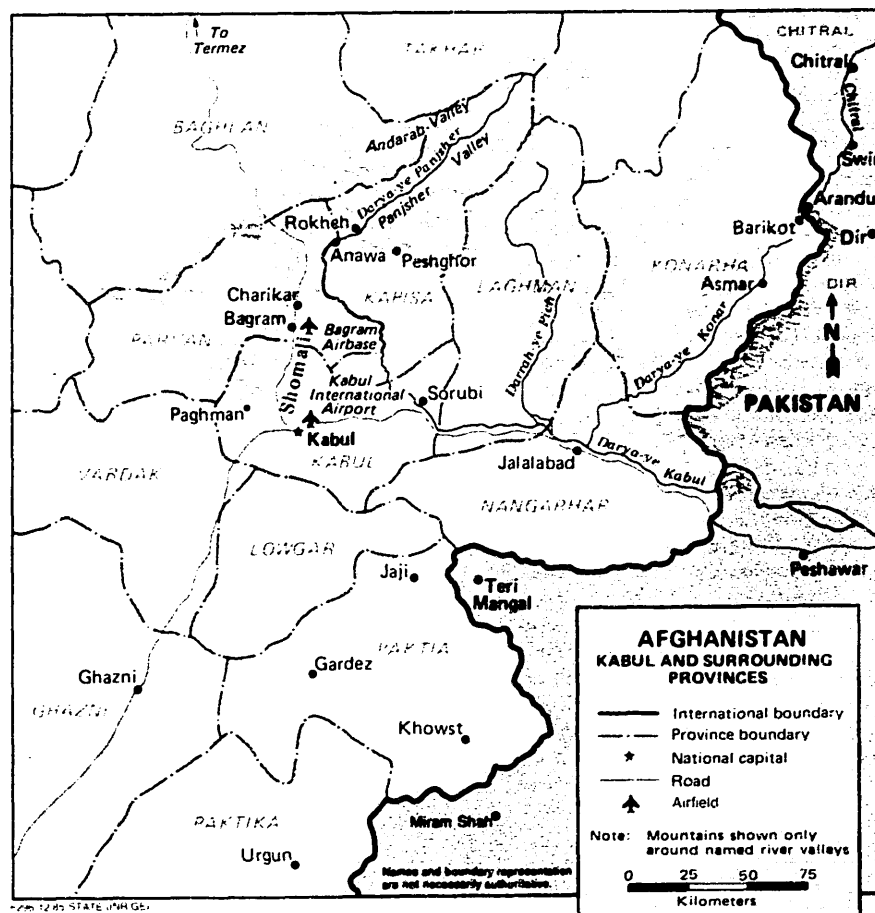 To
Termez
TAKHAR
CHITRAL
Chitral
Chitral
BAGHLAN
Andarab Valley
Darya-ye Panjsher
Panjsher Valley
Arandu
Rokheh
Barikot
Dir
Anawa
Peshghor
KONARHA
LAGHMAN
KAPISA
Asmar
DIR
Charikar
Bagram
Bagram
Airbase
N
PARVAN
Shomali
Darrah-ye Pich
Darya-ye Konar
Kabul
International
Airport
Sorubi
PAKISTAN
Paghman
Kabul
KABUL
Darya-ye Kabul
VARDAK
Jalalabad
NANGARHAR
LOWGAR
Peshawar
Jaji
Teri
Mangal
PAKTIA
Gardez
Ghazni
GHAZNI
Khowst
PAKTIKA
Miram Shah
Urgun
Names and boundary representation
are not necessarily authoritative.
AFGHANISTAN
KABUL AND SURROUNDING
PROVINCES
International boundary
Province boundary
National capital
Road
Airfield
Note: Mountains shown only
around named river valleys
0 25 50 75 100
Kilometers
STATE (INR/GE)